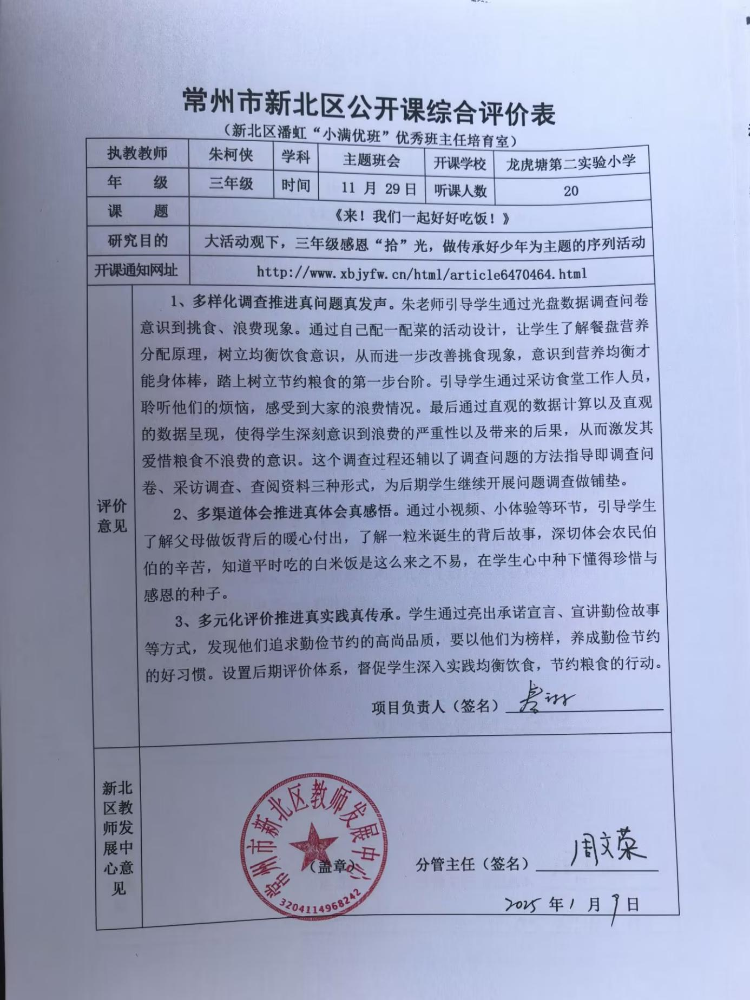 常州市新北区公开课综合评价表
（新北区潘虹“小满优班”优秀班主任培育室）
执教教师 朱柯侠 学科 主题班会 开课学校 龙虎塘第二实验小学
年 级 三年级 时间 11 月 29 日 听课人数 20
课 题 《来！我们一起好好吃饭！》
研究目的 大活动观下，三年级感恩“拾”光，做传承好少年为主题的序列活动
开课通知网址 http://www.xbjyfw.cn/html/article6470464.html
评价
意见
1、多样化调查推进真问题真发声。朱老师引导学生通过光盘数据调查问卷
意识到挑食、浪费现象。通过自己配一配菜的活动设计，让学生了解餐盘营养
分配原理，树立均衡饮食意识，从而进一步改善挑食现象，意识到营养均衡才
能身体棒，踏上树立节约粮食的第一步台阶。引导学生通过采访食堂工作人员，
聆听他们的烦恼，感受到大家的浪费情况。最后通过直观的数据计算以及直观
的数据呈现，使得学生深刻意识到浪费的严重性以及带来的后果，从而激发其
爱惜粮食不浪费的意识。这个调查过程还辅以了调查问题的方法指导即调查问
卷、采访调查、查阅资料三种形式，为后期学生继续开展问题调查做铺垫。
2、多渠道体会推进真体会真感悟。通过小视频、小体验等环节，引导学生
了解父母做饭背后的暖心付出，了解一粒米诞生的背后故事，深切体会农民伯
伯的辛苦，知道平时吃的白米饭是这么来之不易，在学生心中种下懂得珍惜与
感恩的种子。
3、多元化评价推进真实践真传承。学生通过亮出承诺宣言、宣讲勤俭故事
等方式，发现他们追求勤俭节约的高尚品质，要以他们为榜样，养成勤俭节约
的好习惯。设置后期评价体系，督促学生深入实践均衡饮食，节约粮食的行动。
项目负责人（签名）
新北
区教
师发
展中
心意
见
常州市新北区教师发展中心
（盖章）
3204114968242
分管主任（签名） 周文荣
2025 年 1 月 9 日